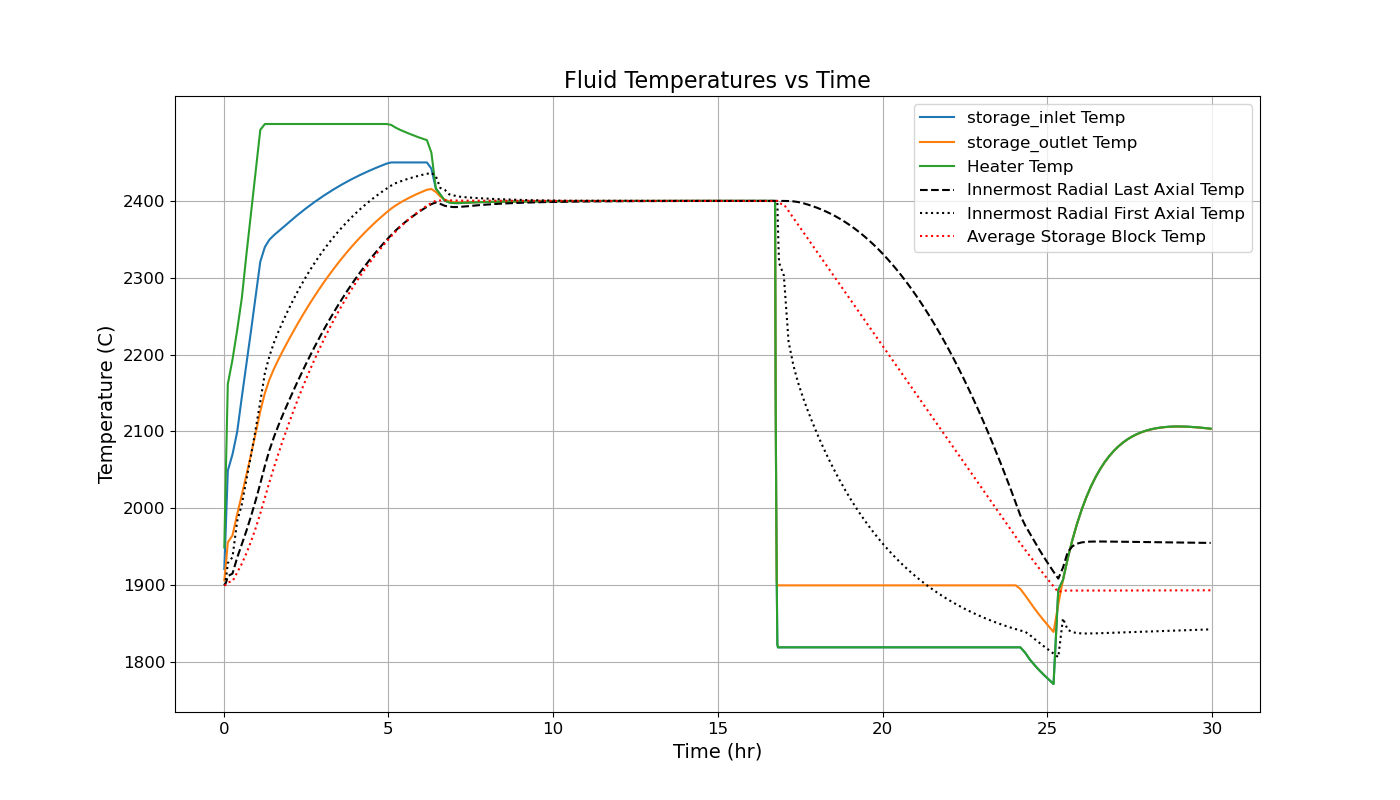 Fluid Temperatures vs Time
storage_inlet Temp
storage_outlet Temp
Heater Temp
Innermost Radial Last Axial Temp
Innermost Radial First Axial Temp
Average Storage Block Temp
Temperature (C)
2400
2300
2200
2100
2000
1900
1800
0 5 10 15 20 25 30
Time (hr)